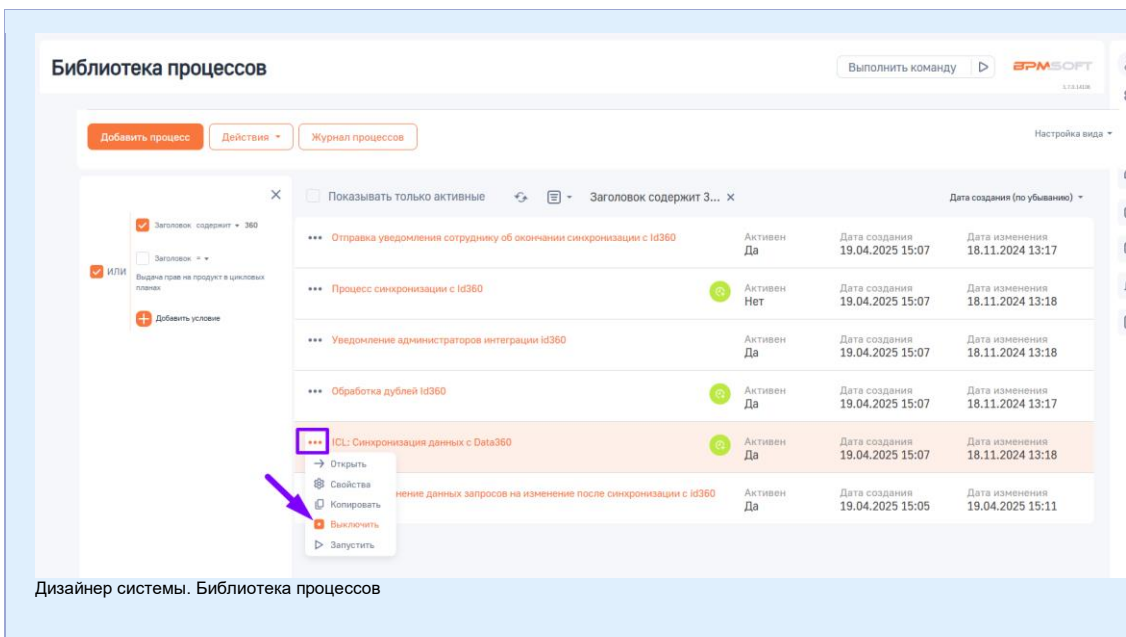 Библиотека процессов
Выполнить команду
BPMSOFT
Добавить процесс
Действия
Журнал процессов
Настройка вида
Показывать только активные
Заголовок содержит 3...
Дата создания (по убыванию)
Заголовок содержит 360
ИЛИ
Заголовок =
Выдача прав на продукт в цикловых
планах
Добавить условие
Отправка уведомления сотруднику об окончании синхронизации с Id360
Активен
Да
Дата создания
19.04.2025 15:07
Дата изменения
18.11.2024 13:17
Процесс синхронизации с Id360
Активен
Нет
Дата создания
19.04.2025 15:07
Дата изменения
18.11.2024 13:18
Уведомление администраторов интеграции id360
Активен
Да
Дата создания
19.04.2025 15:07
Дата изменения
18.11.2024 13:18
Обработка дублей Id360
Активен
Да
Дата создания
19.04.2025 15:07
Дата изменения
18.11.2024 13:17
ICL: Синхронизация данных с Data360
Активен
Да
Дата создания
19.04.2025 15:07
Дата изменения
18.11.2024 13:18
Открыть
Свойства
Копировать
Выключить
Запустить
нение данных запросов на изменение после синхронизации с id360
Активен
Да
Дата создания
19.04.2025 15:05
Дата изменения
19.04.2025 15:11
Дизайнер системы. Библиотека процессов